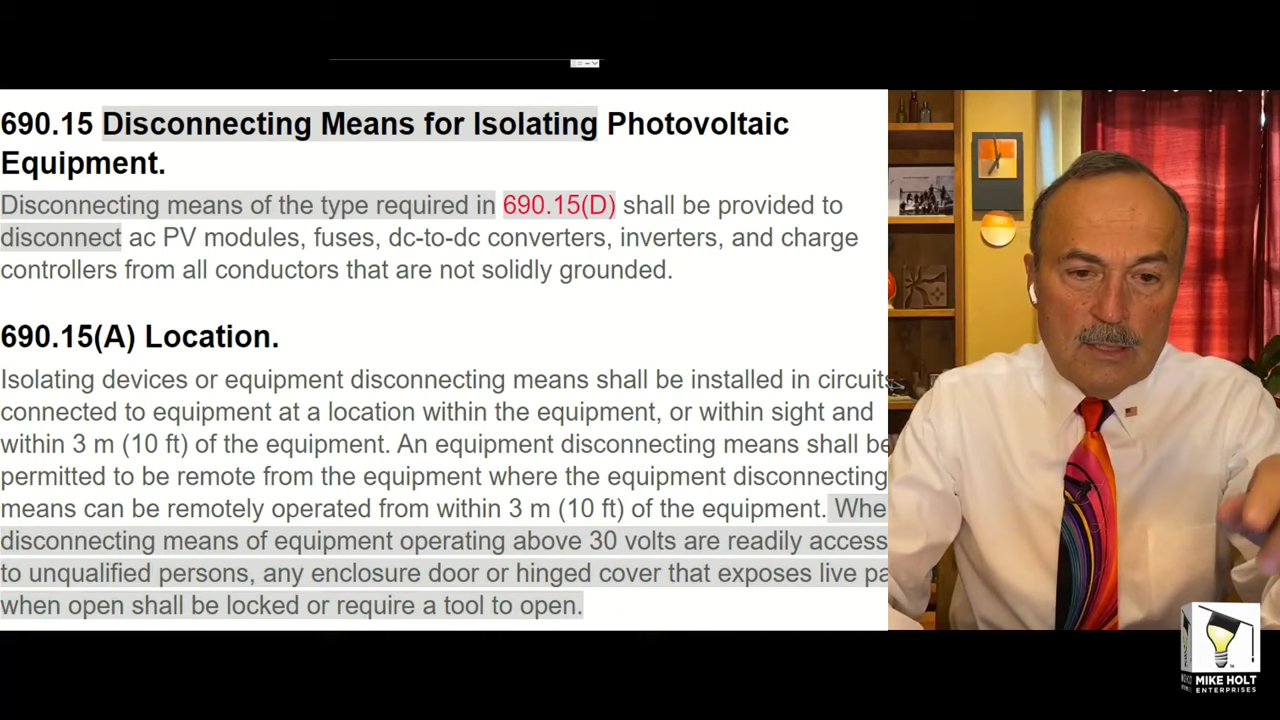 690.15 Disconnecting Means for Isolating Photovoltaic
Equipment.
Disconnecting means of the type required in 690.15(D) shall be provided to
disconnect ac PV modules, fuses, dc-to-dc converters, inverters, and charge
controllers from all conductors that are not solidly grounded.
690.15(A) Location.
Isolating devices or equipment disconnecting means shall be installed in circuits
connected to equipment at a location within the equipment, or within sight and
within 3 m (10 ft) of the equipment. An equipment disconnecting means shall be
permitted to be remote from the equipment where the equipment disconnecting
means can be remotely operated from within 3 m (10 ft) of the equipment. Whe
disconnecting means of equipment operating above 30 volts are readily access
to unqualified persons, any enclosure door or hinged cover that exposes live pa
when open shall be locked or require a tool to open.
MIKE HOLT
ENTERPRISES